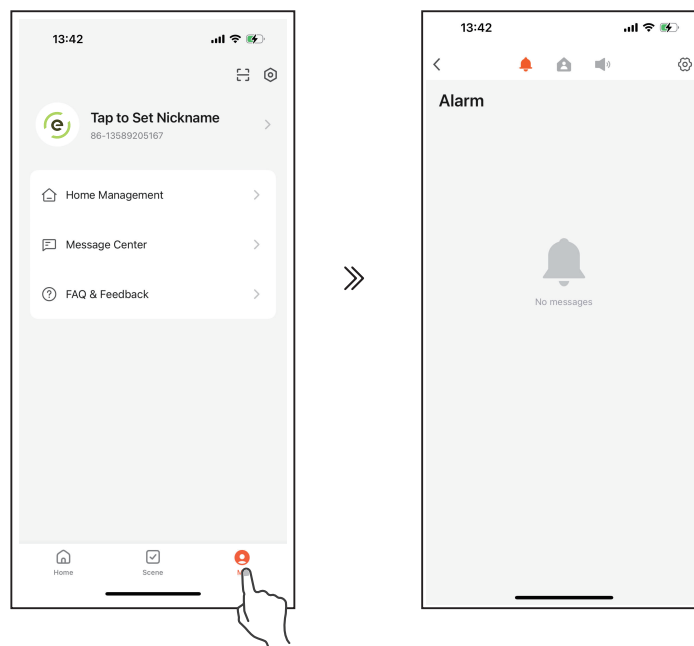 13:42
Tap to Set Nickname
86-13589205167
Home Management
Message Center
FAQ & Feedback
Home
Scene
13:42
Alarm
No messages